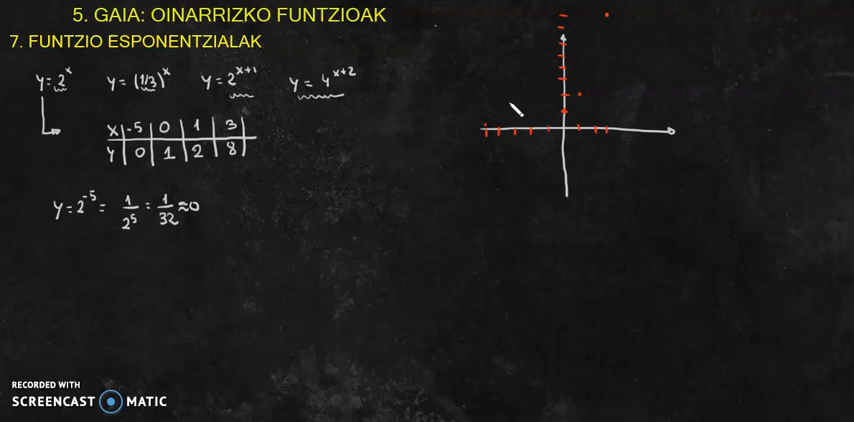 5. GAIA: OINARRIZKO FUNTZIOAK
7. FUNTZIO ESPONENTZIALAK
y = 2^x    y = (1/3)^x    y = 2^{x+1}    y = 4^{x+2}
X | -5 | 0 | 1 | 3 |
Y | 0 | 1 | 2 | 8 |
y = 2^{-5} = 1/2^5 = 1/32 ≈ 0
RECORDED WITH
SCREENCAST MATIC